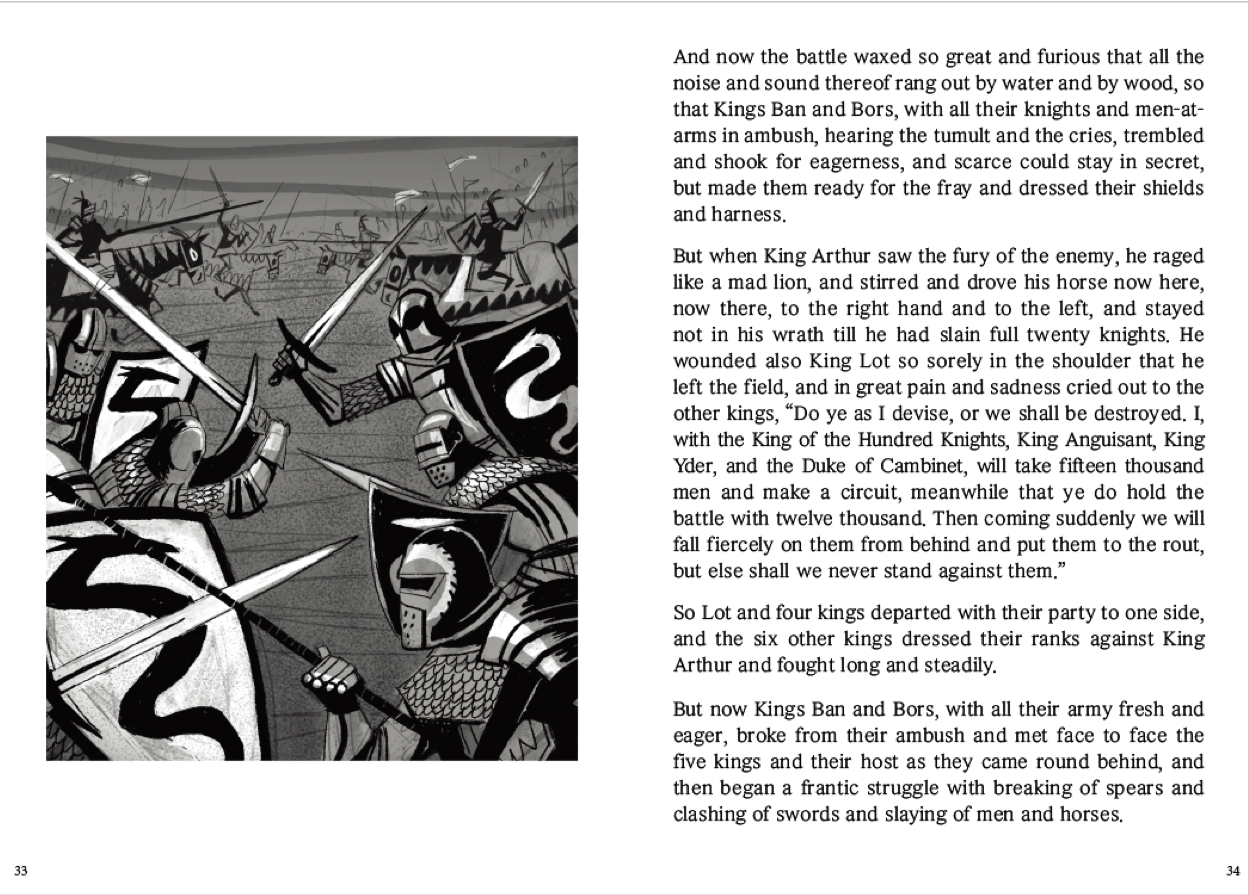 And now the battle waxed so great and furious that all the
noise and sound thereof rang out by water and by wood, so
that Kings Ban and Bors, with all their knights and men-at-
arms in ambush, hearing the tumult and the cries, trembled
and shook for eagerness, and scarce could stay in secret,
but made them ready for the fray and dressed their shields
and harness.
But when King Arthur saw the fury of the enemy, he raged
like a mad lion, and stirred and drove his horse now here,
now there, to the right hand and to the left, and stayed
not in his wrath till he had slain full twenty knights. He
wounded also King Lot so sorely in the shoulder that he
left the field, and in great pain and sadness cried out to the
other kings, “Do ye as I devise, or we shall be destroyed. I,
with the King of the Hundred Knights, King Anguisant, King
Yder, and the Duke of Cambinet, will take fifteen thousand
men and make a circuit, meanwhile that ye do hold the
battle with twelve thousand. Then coming suddenly we will
fall fiercely on them from behind and put them to the rout,
but else shall we never stand against them.”
So Lot and four kings departed with their party to one side,
and the six other kings dressed their ranks against King
Arthur and fought long and steadily.
But now Kings Ban and Bors, with all their army fresh and
eager, broke from their ambush and met face to face the
five kings and their host as they came round behind, and
then began a frantic struggle with breaking of spears and
clashing of swords and slaying of men and horses.
33
34